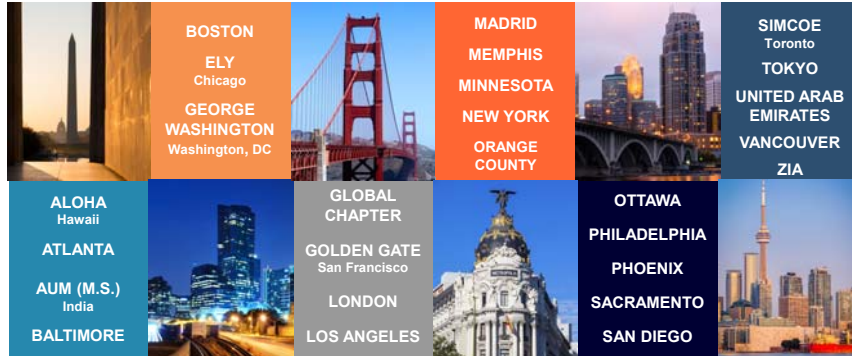 BOSTON
ELY
Chicago
GEORGE
WASHINGTON
Washington, DC
MADRID
MEMPHIS
MINNESOTA
NEW YORK
ORANGE
COUNTY
SIMCOE
Toronto
TOKYO
UNITED ARAB
EMIRATES
VANCOUVER
ZIA
ALOHA
Hawaii
ATLANTA
AUM (M.S.)
India
BALTIMORE
GLOBAL
CHAPTER
GOLDEN GATE
San Francisco
LONDON
LOS ANGELES
METROPOLIS
OTTAWA
PHILADELPHIA
PHOENIX
SACRAMENTO
SAN DIEGO